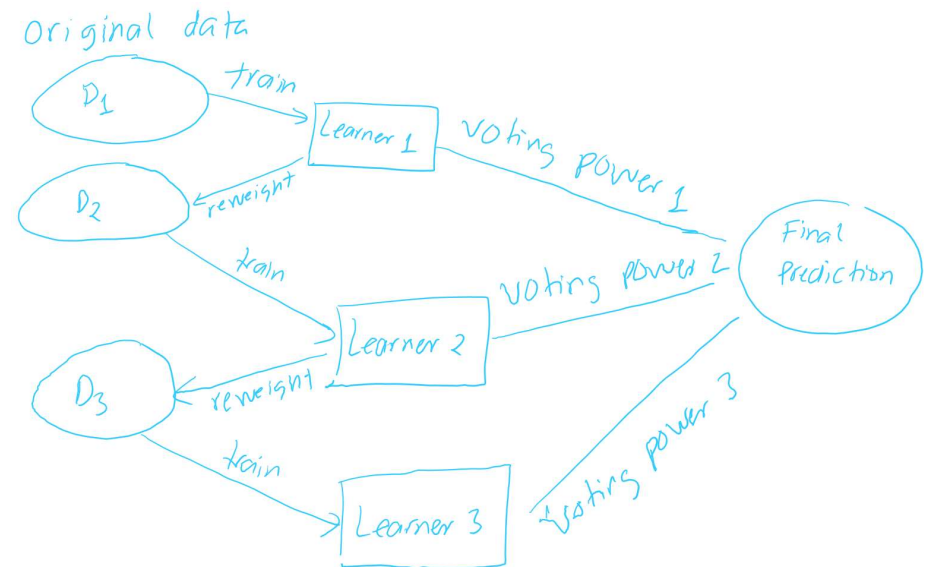 Original data
D1
train
Learner 1
voting power 1
reweight
D2
train
Final
Prediction
voting power 2
Learner 2
reweight
D3
train
voting power 3
Learner 3